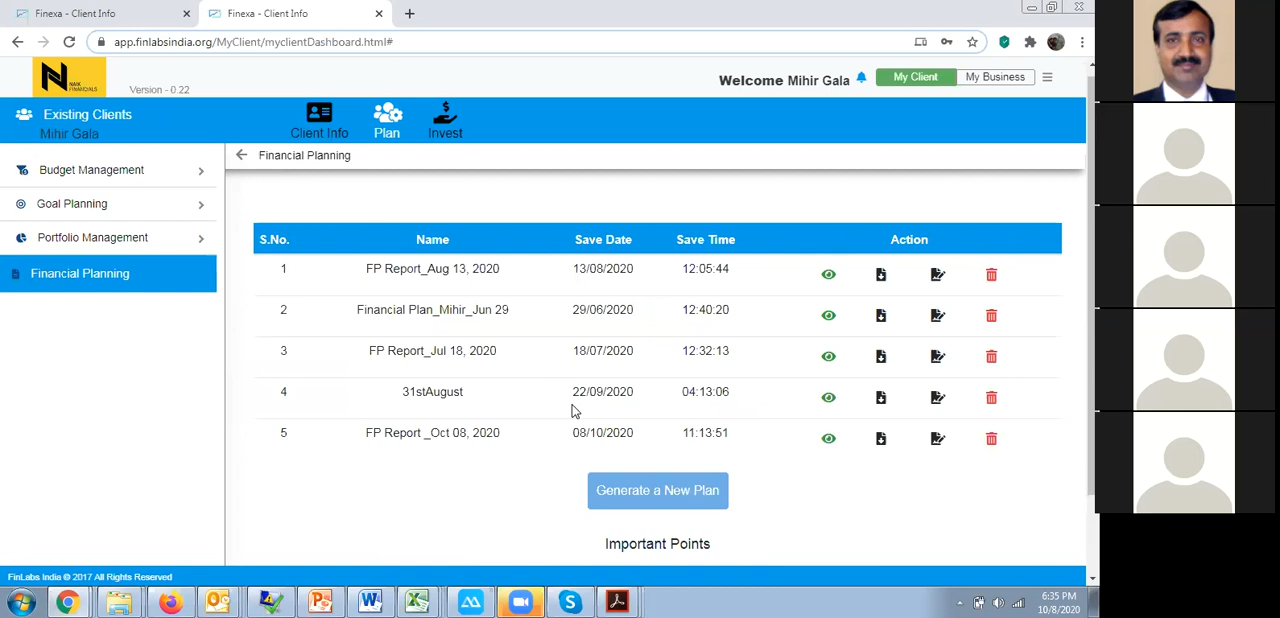 Finexa - Client Info
Finexa - Client Info
app.finlabsindia.org/MyClient/myclientDashboard.html#
N
NAIK
FINANCIALS
Version - 0.22
Welcome Mihir Gala
My Client
My Business
Existing Clients
Mihir Gala
Client Info
Plan
Invest
Budget Management
Goal Planning
Portfolio Management
Financial Planning
Financial Planning
S.No. Name Save Date Save Time Action
1 FP Report_Aug 13, 2020 13/08/2020 12:05:44
2 Financial Plan_Mihir_Jun 29 29/06/2020 12:40:20
3 FP Report_Jul 18, 2020 18/07/2020 12:32:13
4 31stAugust 22/09/2020 04:13:06
5 FP Report _Oct 08, 2020 08/10/2020 11:13:51
Generate a New Plan
Important Points
FinLabs India © 2017 All Rights Reserved
6:35 PM
10/8/2020